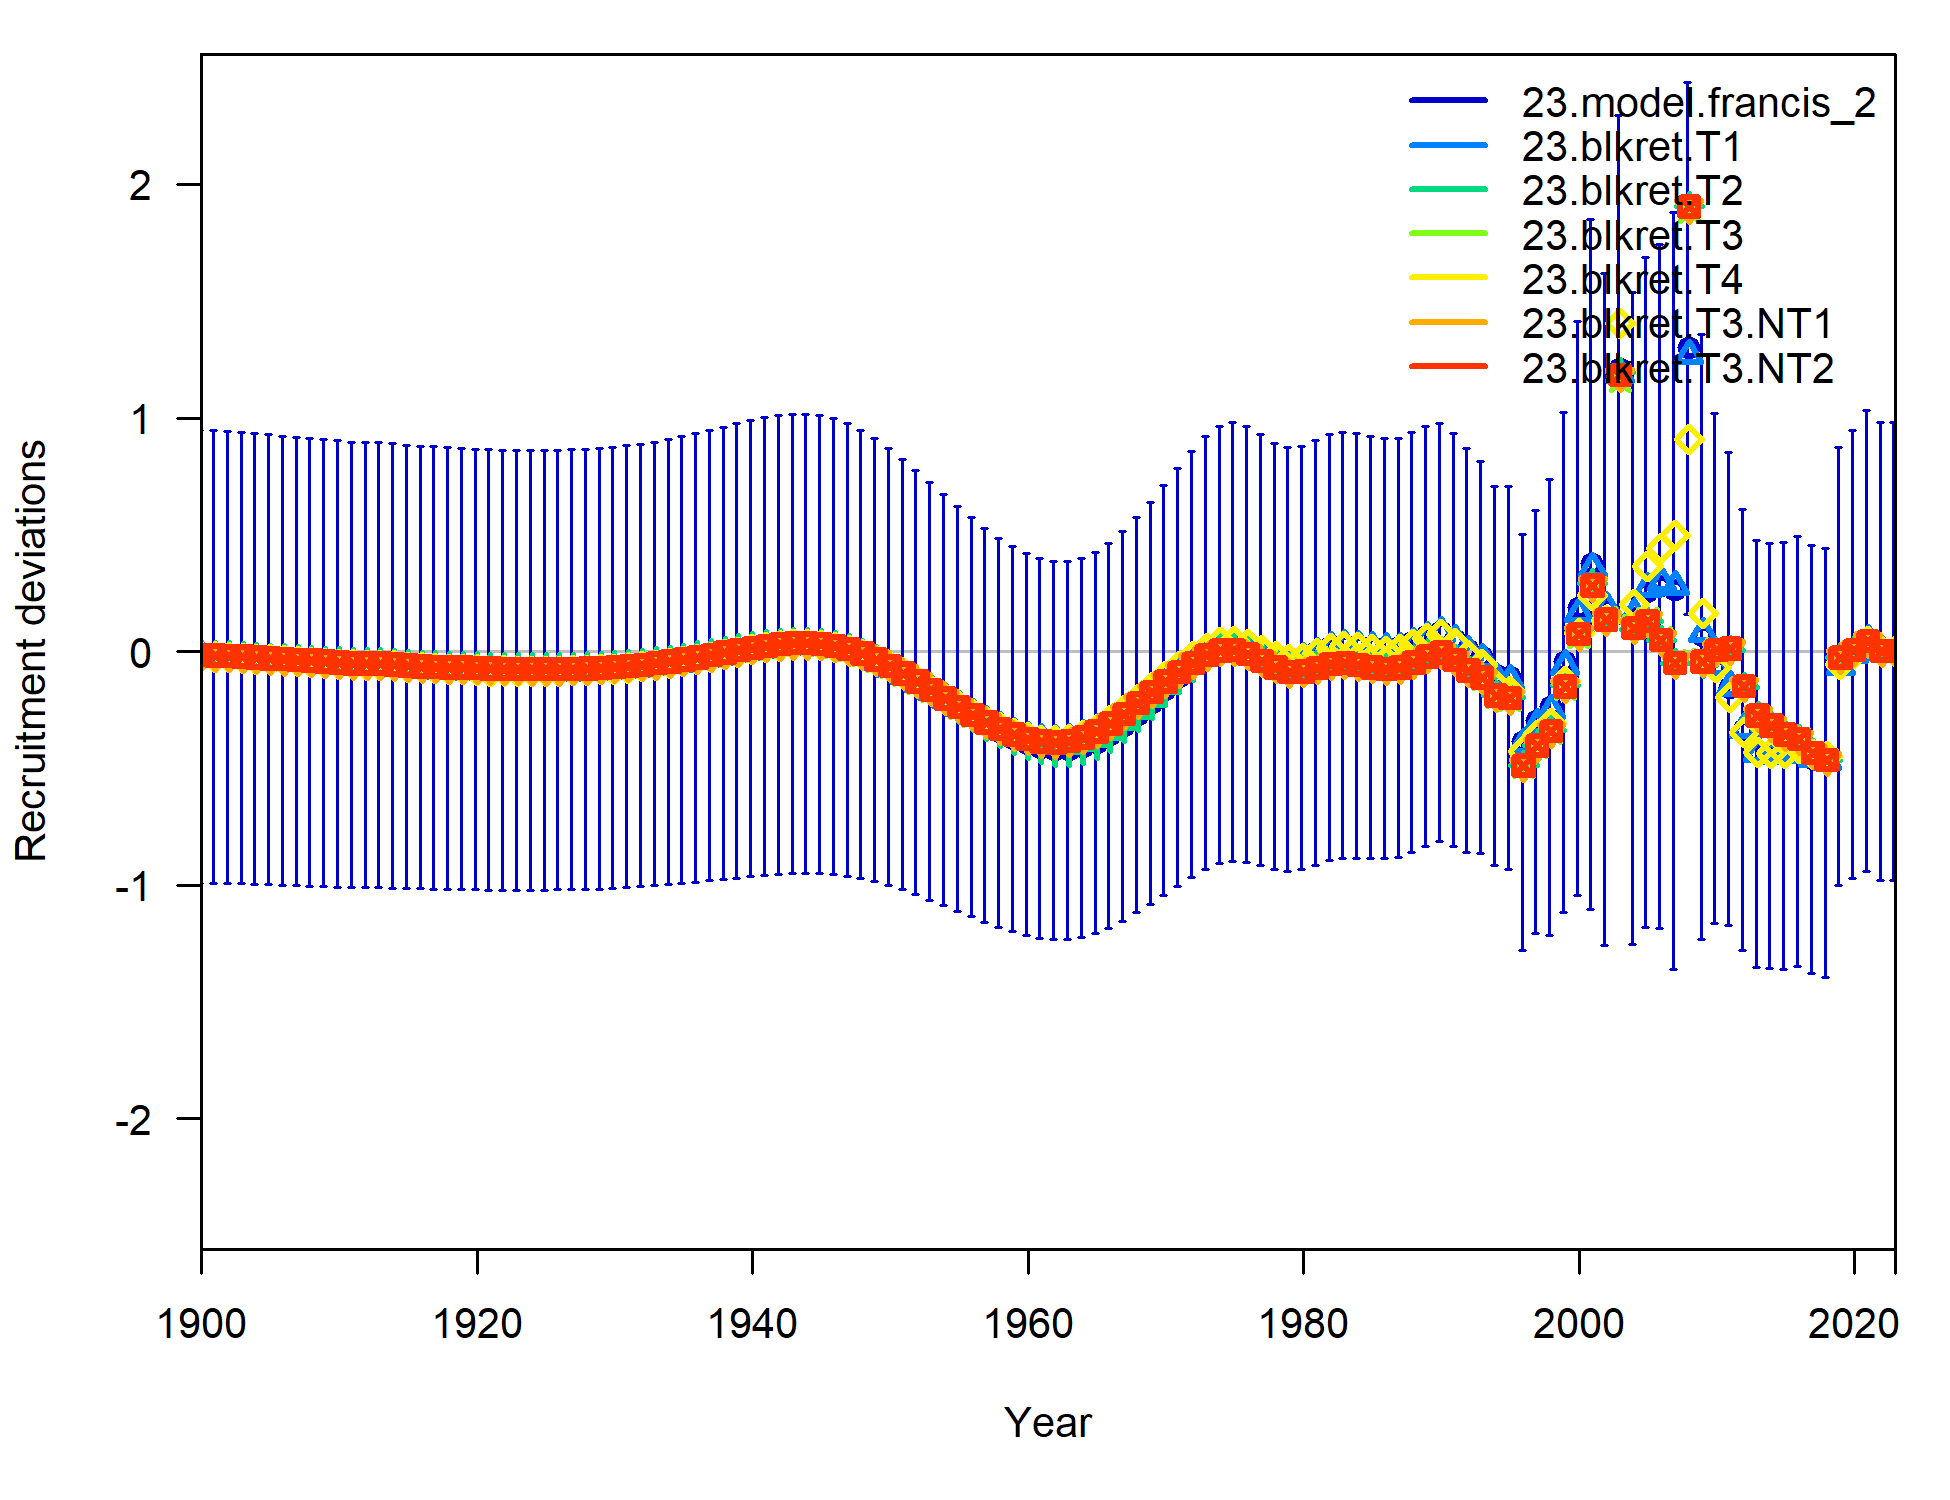 23.model.francis_2
23.blkret.T1
23.blkret.T2
23.blkret.T3
23.blkret.T4
23.blkret.T3.NT1
23.blkret.T3.NT2
Recruitment deviations
2
1
0
-1
-2
1900 1920 1940 1960 1980 2000 2020
Year